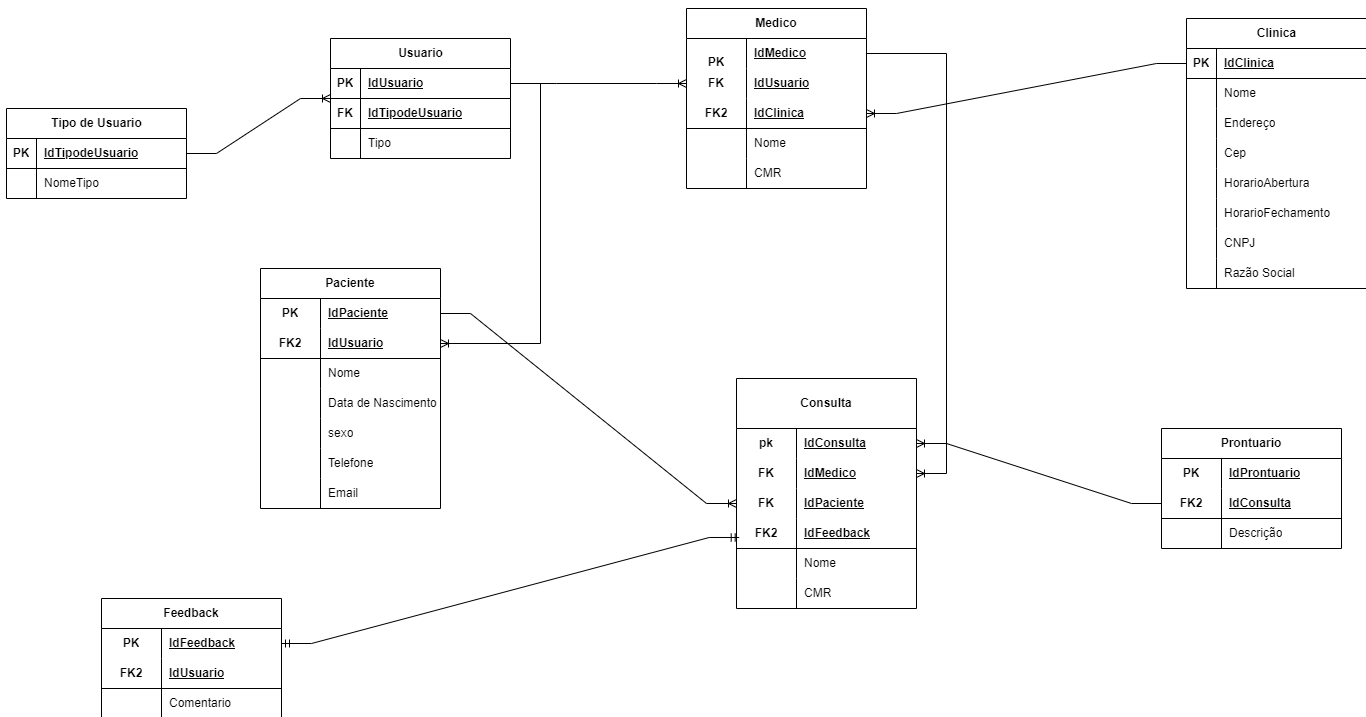 Tipo de Usuario
PK IdTipodeUsuario
NomeTipo
Usuario
PK IdUsuario
FK IdTipodeUsuario
Tipo
Medico
PK IdMedico
FK IdUsuario
FK2 IdClinica
Nome
CMR
Clinica
PK IdClinica
Nome
Endereço
Cep
HorarioAbertura
HorarioFechamento
CNPJ
Razão Social
Paciente
PK IdPaciente
FK2 IdUsuario
Nome
Data de Nascimento
sexo
Telefone
Email
Consulta
pk IdConsulta
FK IdMedico
FK IdPaciente
FK2 IdFeedback
Nome
CMR
Prontuario
PK IdProntuario
FK2 IdConsulta
Descrição
Feedback
PK IdFeedback
FK2 IdUsuario
Comentario